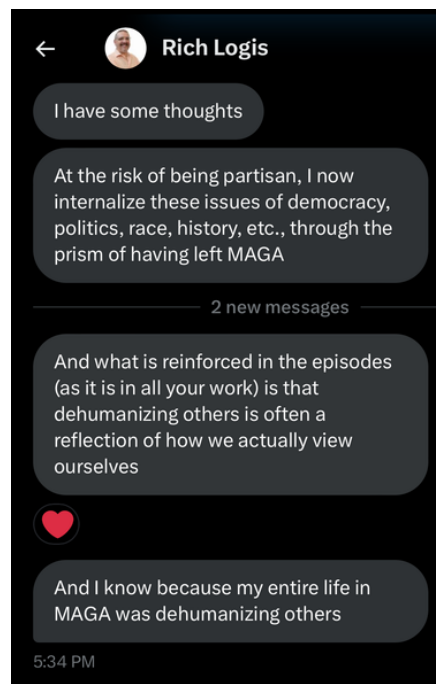 Rich Logis
I have some thoughts
At the risk of being partisan, I now
internalize these issues of democracy,
politics, race, history, etc., through the
prism of having left MAGA
2 new messages
And what is reinforced in the episodes
(as it is in all your work) is that
dehumanizing others is often a
reflection of how we actually view
ourselves
And I know because my entire life in
MAGA was dehumanizing others
5:34 PM